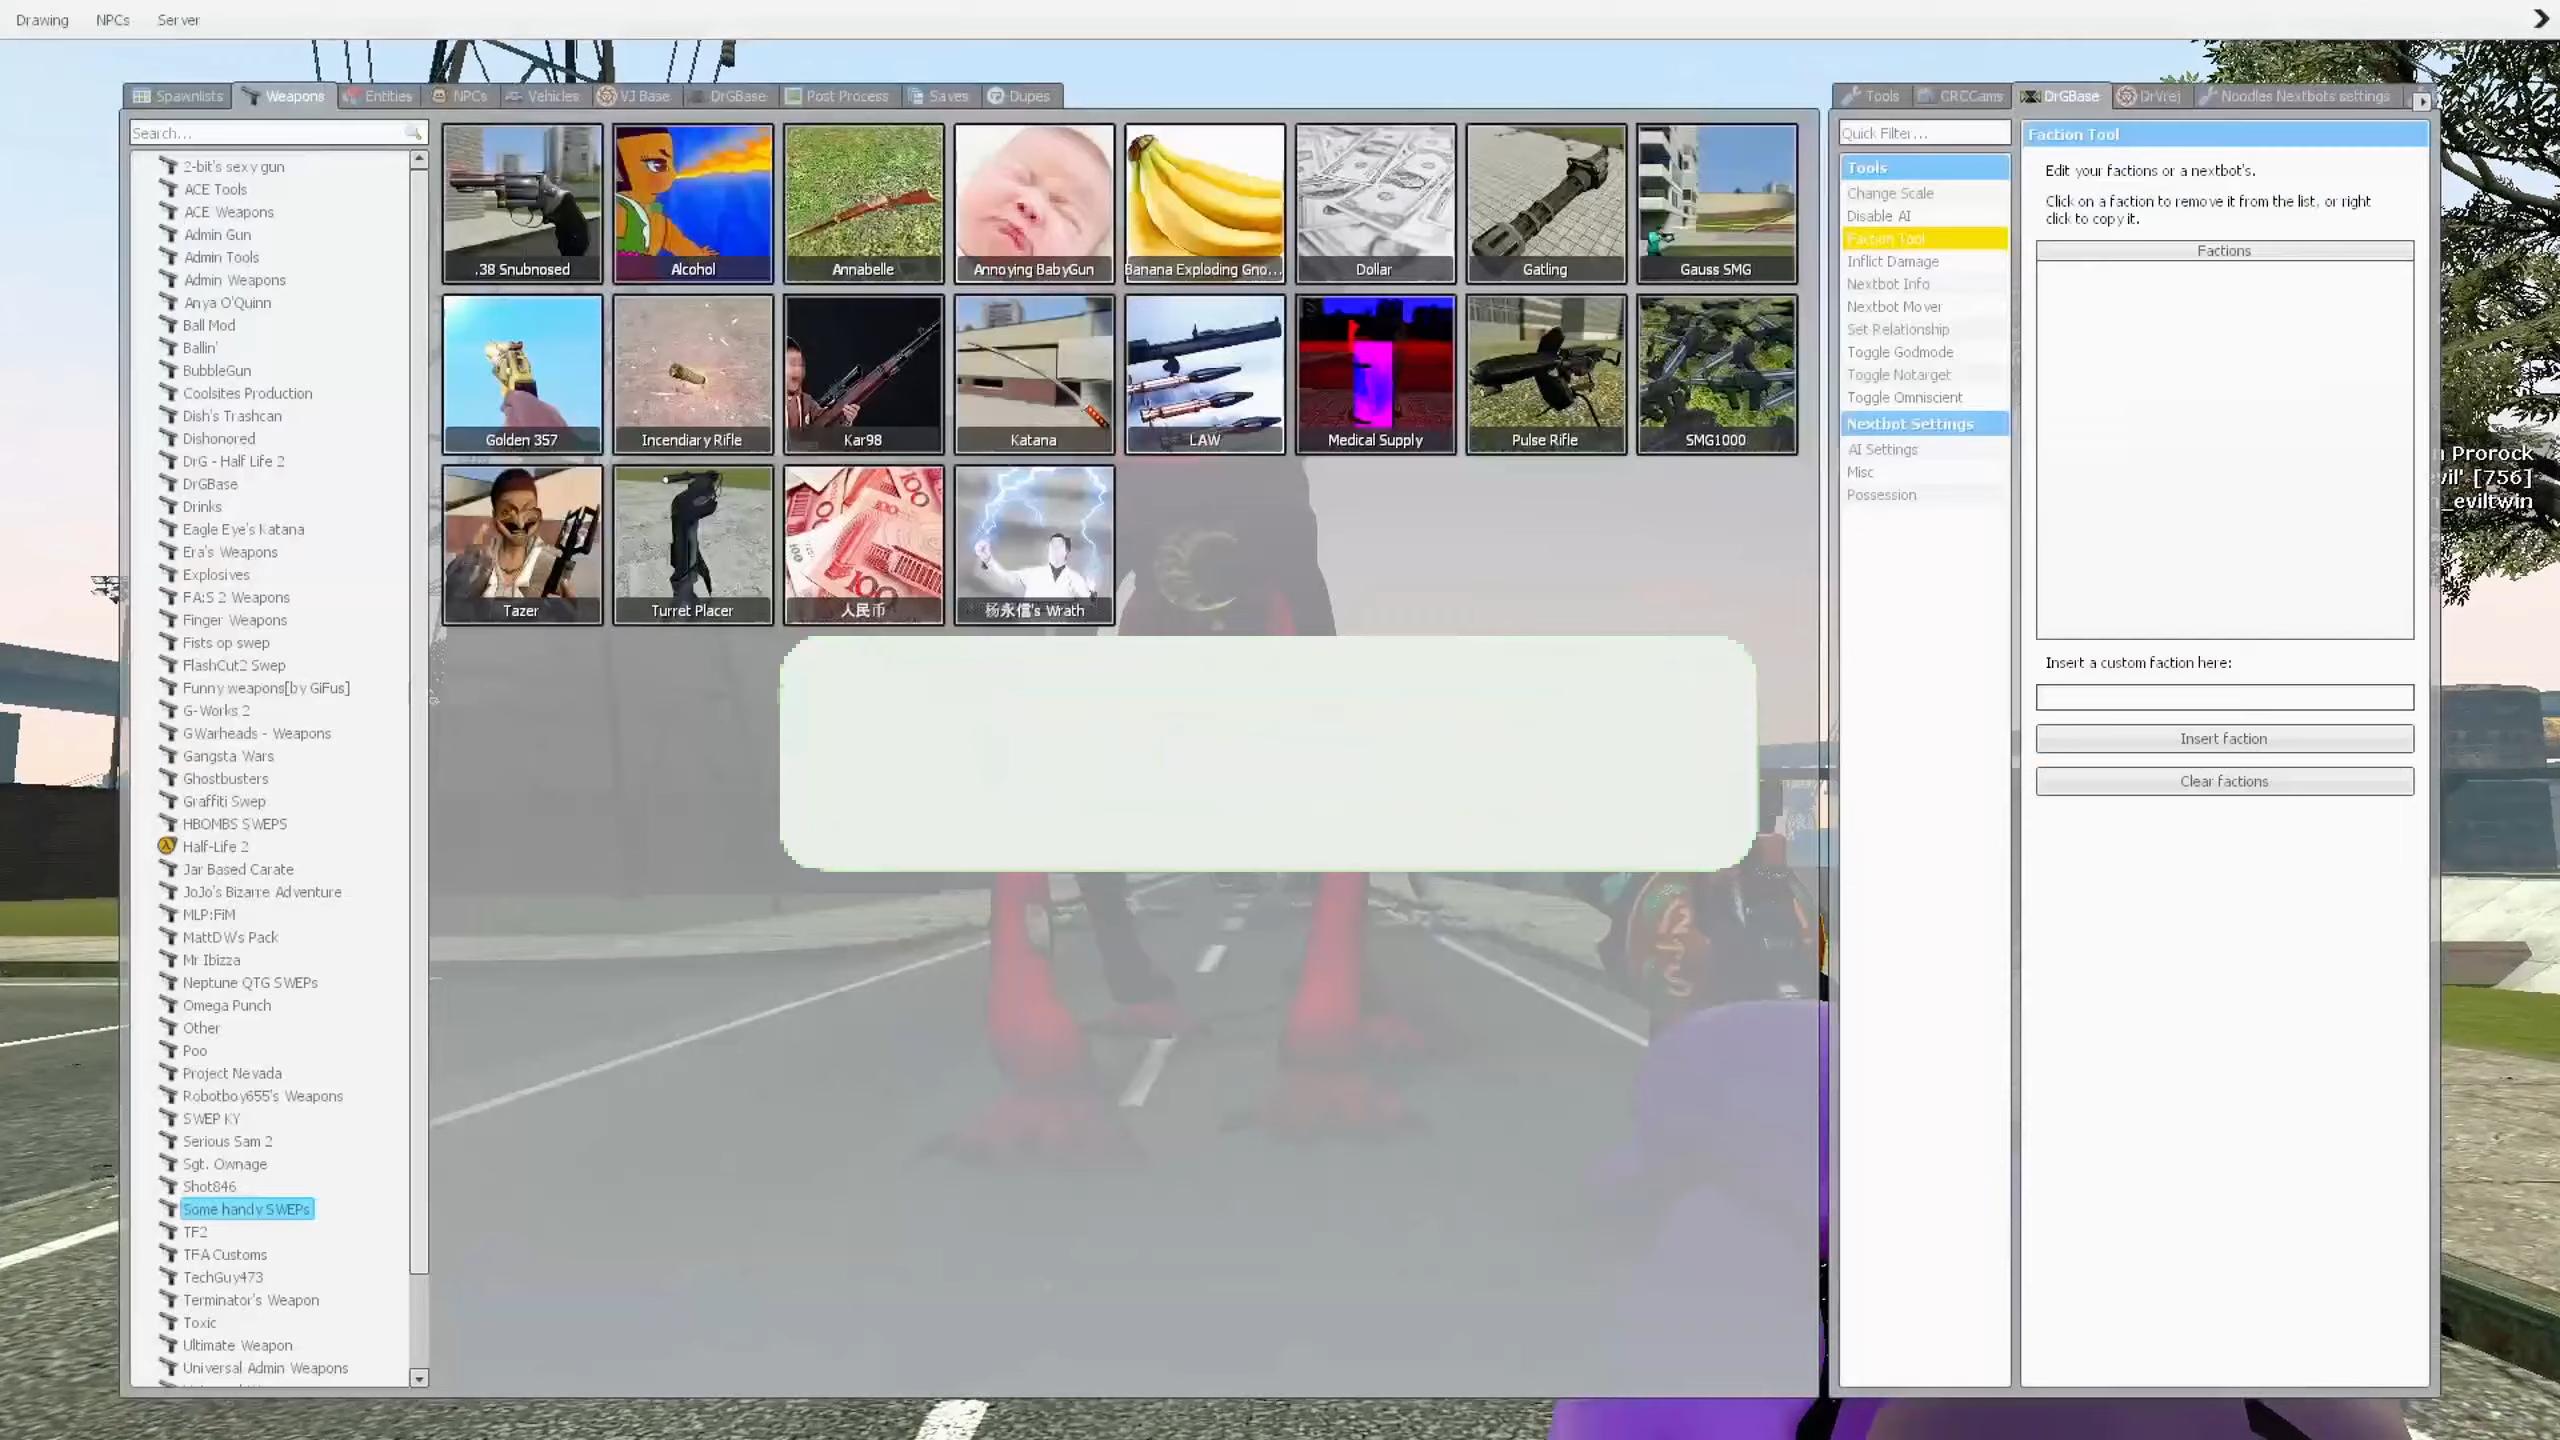 Drawing NPCs Server
Spawnlists Weapons Entities NPCs Vehicles VJ Base DrGBase Post Process Saves Dupes
Search...
2-bit's sexy gun
ACE Tools
ACE Weapons
Admin Gun
Admin Tools
Admin Weapons
Anya O'Quinn
Ball Mod
Ballin'
BubbleGun
Coolsites Production
Dish's Trashcan
Dishonored
DrG - Half Life 2
DrGBase
Drinks
Eagle Eye's Katana
Era's Weapons
Explosives
FA:S 2 Weapons
Finger Weapons
Fists op swep
FlashCut2 Swep
Funny weapons[by GiFus]
G-Works 2
GWarheads - Weapons
Gangsta Wars
Ghostbusters
Graffiti Swep
HBOMBS SWEPS
Half-Life 2
Jar Based Carate
JoJo's Bizarre Adventure
MLP:FiM
MattDWs Pack
Mr Ibizza
Neptune QTG SWEPs
Omega Punch
Other
Poo
Project Nevada
Robotboy655's Weapons
SWEP KY
Serious Sam 2
Sgt. Ownage
Shot846
Some handy SWEPs
TF2
TFA Customs
TechGuy473
Terminator's Weapon
Toxic
Ultimate Weapon
Universal Admin Weapons
.38 Snubnosed Alcohol Annabelle Annoying BabyGun Banana Exploding Gno... Dollar Gatling Gauss SMG
Golden 357 Incendiary Rifle Kar98 Katana LAW Medical Supply Pulse Rifle SMG1000
Tazer Turret Placer 人民币 杨永信's Wrath
Tools CRCCams DrGBase DrVrej Noodles Nextbots settings
Quick Filter...
Tools
Change Scale
Disable AI
Faction Tool
Inflict Damage
Nextbot Info
Nextbot Mover
Set Relationship
Toggle Godmode
Toggle Notarget
Toggle Omniscient
Nextbot Settings
AI Settings
Misc
Possession
Faction Tool
Edit your factions or a nextbot's.
Click on a faction to remove it from the list, or right
click to copy it.
Factions
Insert a custom faction here:
Insert faction
Clear factions
Prorock
vil' [756]
_eviltwin